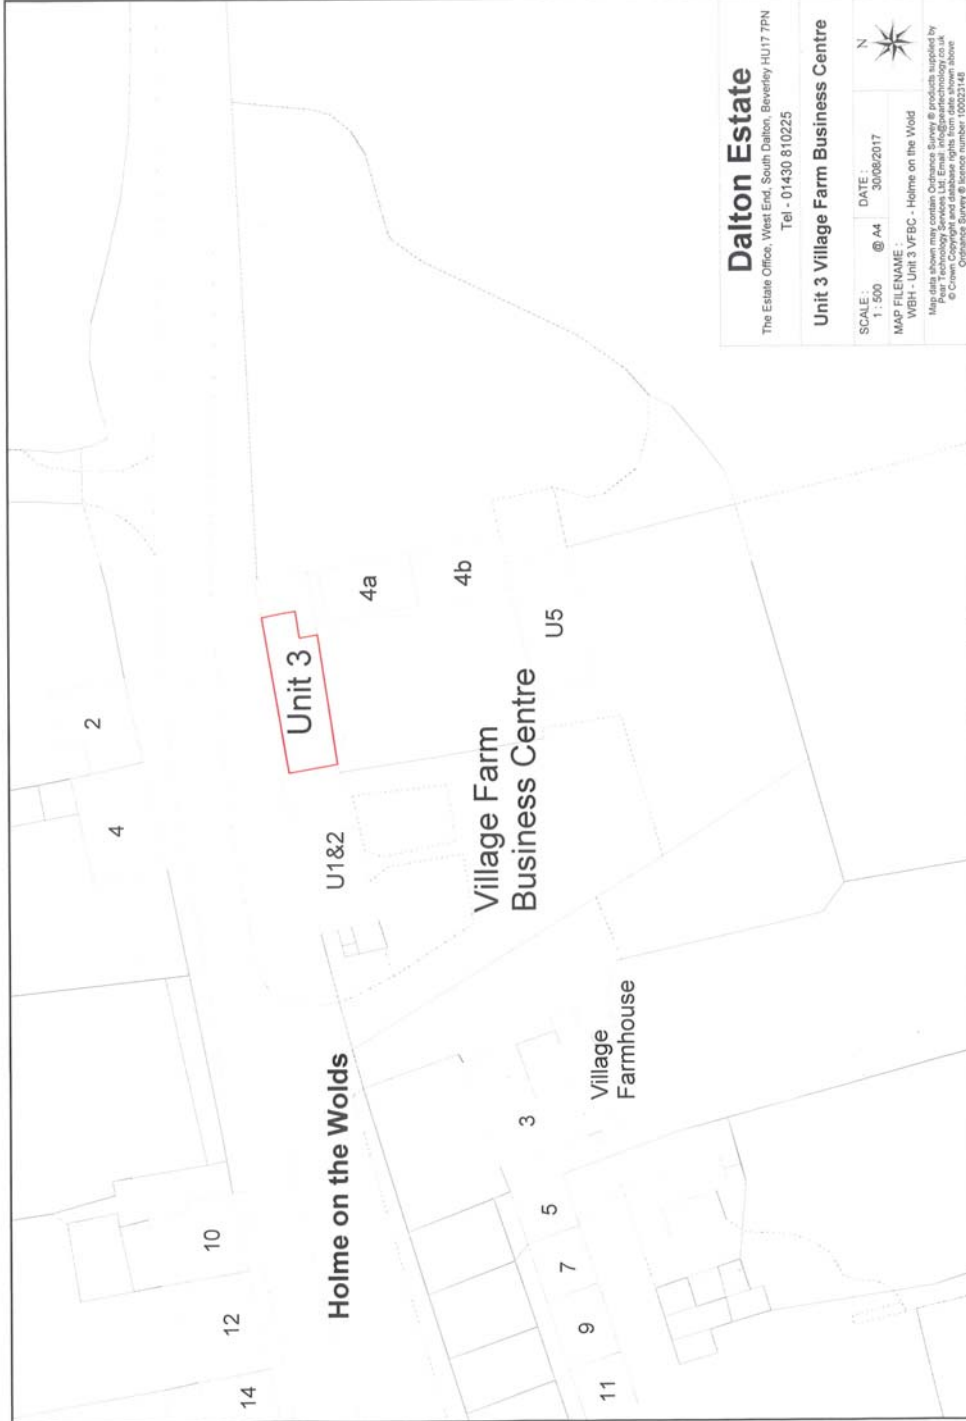 2
4
10
12
14
Holme on the Wolds
U1&2
Unit 3
4a
4b
U5
Village Farm
Business Centre
Village
Farmhouse
3
5
7
9
11
Dalton Estate
The Estate Office, West End, South Dalton, Beverley HU17 7PN
Tel - 01430 810225
Unit 3 Village Farm Business Centre
SCALE :
1 : 500 @ A4
DATE :
30/08/2017
N
MAP FILENAME :
WBH - Unit 3 VFBC - Holme on the Wold
Map data shown may contain Ordnance Survey ® products supplied by
Pear Technology Services Ltd; Email: info@peartechnology.co.uk
© Crown Copyright and database rights from date shown above
Ordnance Survey ® licence number 100023148